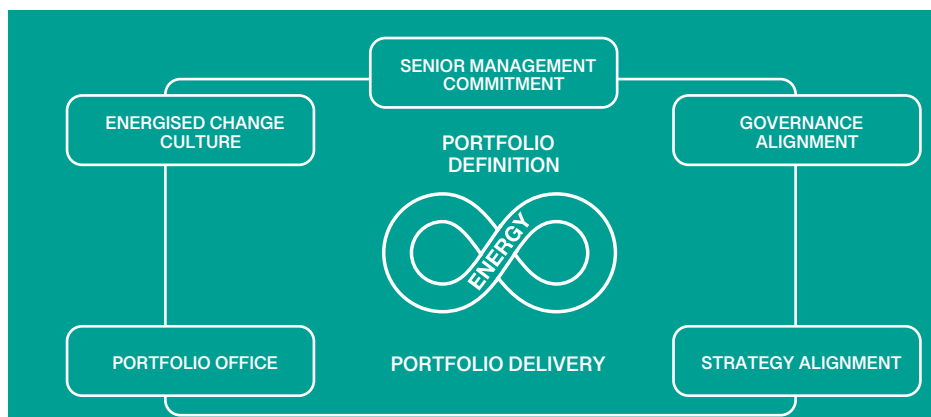 SENIOR MANAGEMENT
COMMITMENT
ENERGISED CHANGE
CULTURE
GOVERNANCE
ALIGNMENT
PORTFOLIO
DEFINITION
ENERGY
PORTFOLIO OFFICE
PORTFOLIO DELIVERY
STRATEGY ALIGNMENT